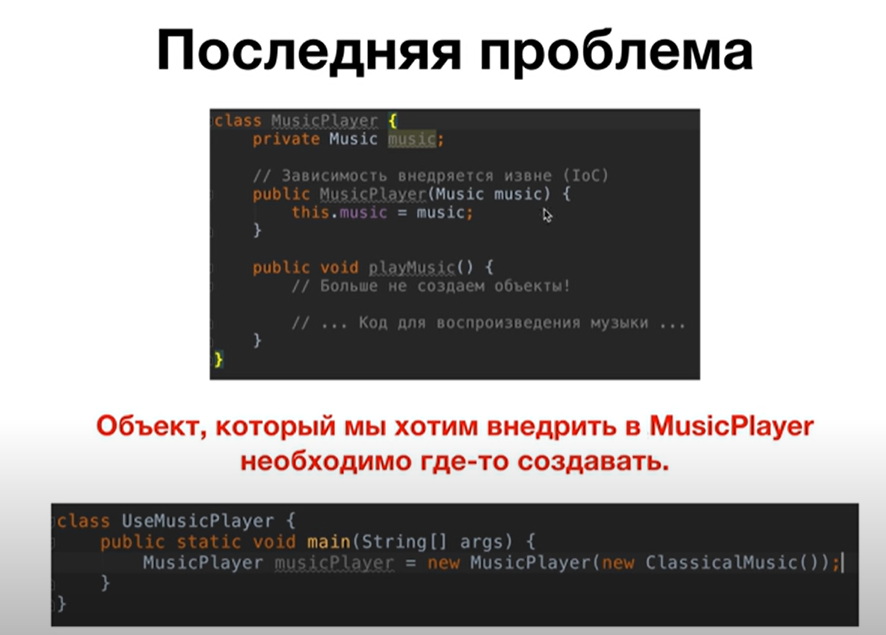 Последняя проблема
class MusicPlayer {
private Music music;
// Зависимость внедряется извне (IoC)
public MusicPlayer(Music music) {
this.music = music;
}
public void playMusic() {
// Больше не создаем объекты!
// ... Код для воспроизведения музыки ...
}
}
Объект, который мы хотим внедрить в MusicPlayer
необходимо где-то создавать.
class UseMusicPlayer {
public static void main(String[] args) {
MusicPlayer musicPlayer = new MusicPlayer(new ClassicalMusic());
}
}